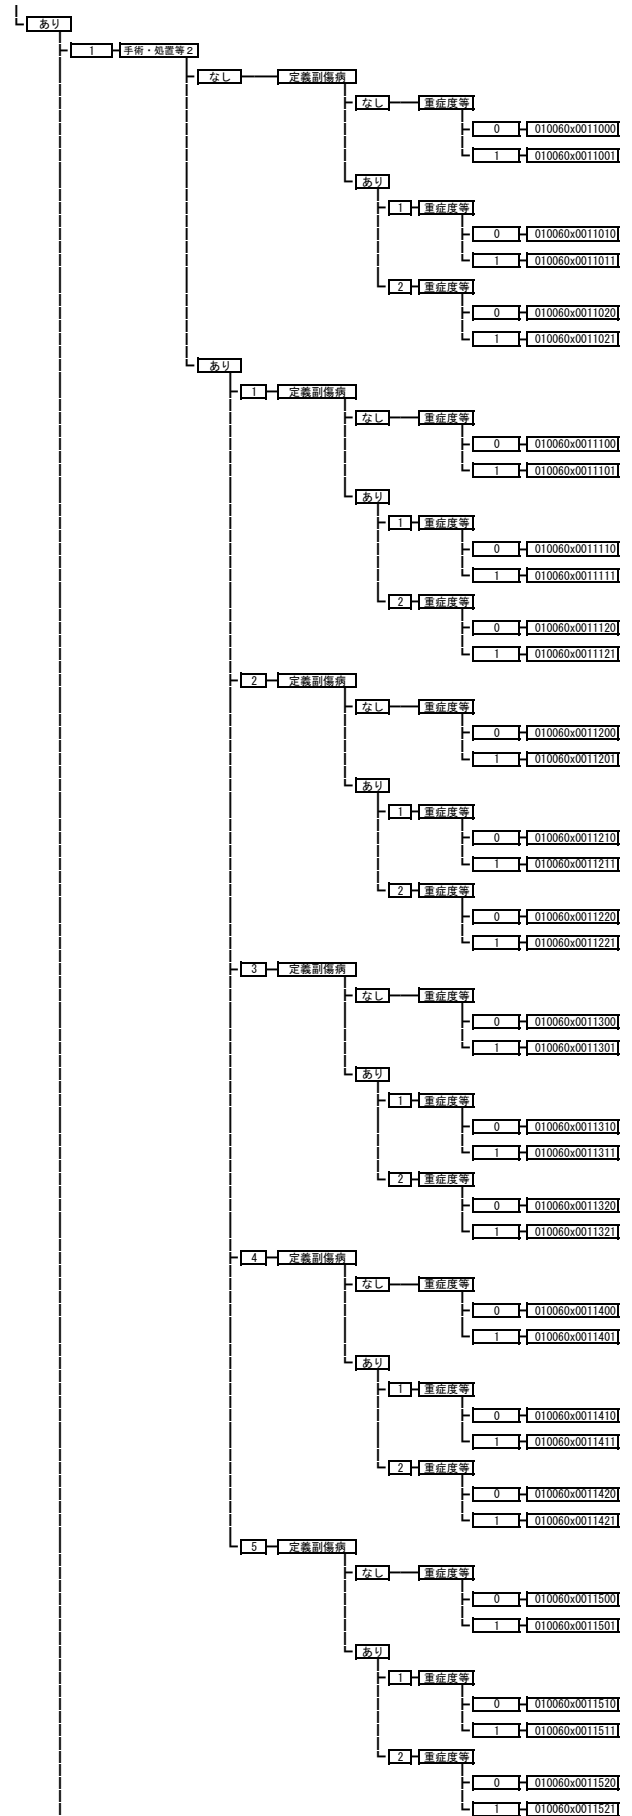 あり
1 手術・処置等2
なし 定義副傷病
なし 重症度等
0 010060x0011000
1 010060x0011001
あり
1 重症度等
0 010060x0011010
1 010060x0011011
2 重症度等
0 010060x0011020
1 010060x0011021
あり
1 定義副傷病
なし 重症度等
0 010060x0011100
1 010060x0011101
あり
1 重症度等
0 010060x0011110
1 010060x0011111
2 重症度等
0 010060x0011120
1 010060x0011121
2 定義副傷病
なし 重症度等
0 010060x0011200
1 010060x0011201
あり
1 重症度等
0 010060x0011210
1 010060x0011211
2 重症度等
0 010060x0011220
1 010060x0011221
3 定義副傷病
なし 重症度等
0 010060x0011300
1 010060x0011301
あり
1 重症度等
0 010060x0011310
1 010060x0011311
2 重症度等
0 010060x0011320
1 010060x0011321
4 定義副傷病
なし 重症度等
0 010060x0011400
1 010060x0011401
あり
1 重症度等
0 010060x0011410
1 010060x0011411
2 重症度等
0 010060x0011420
1 010060x0011421
5 定義副傷病
なし 重症度等
0 010060x0011500
1 010060x0011501
あり
1 重症度等
0 010060x0011510
1 010060x0011511
2 重症度等
0 010060x0011520
1 010060x0011521